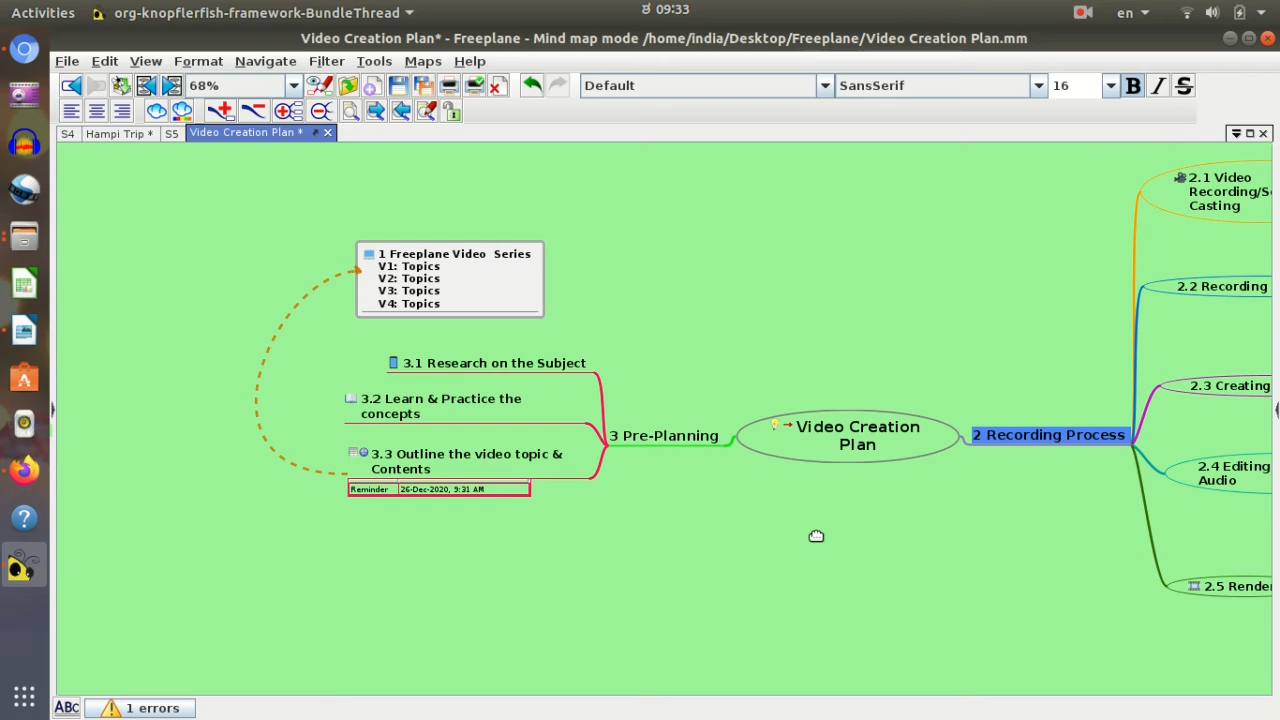 Activities
org-knopflerfish-framework-BundleThread
ಶ 09:33
en
Video Creation Plan* - Freeplane - Mind map mode /home/india/Desktop/Freeplane/Video Creation Plan.mm
File Edit View Format Navigate Filter Tools Maps Help
68%
Default
SansSerif
16
B I S
S4
Hampi Trip *
S5
Video Creation Plan *
1 Freeplane Video Series
V1: Topics
V2: Topics
V3: Topics
V4: Topics
3.1 Research on the Subject
3.2 Learn & Practice the
concepts
3.3 Outline the video topic &
Contents
Reminder 26-Dec-2020, 9:31 AM
3 Pre-Planning
Video Creation
Plan
2 Recording Process
2.1 Video
Recording/S
Casting
2.2 Recording
2.3 Creating
2.4 Editing
Audio
2.5 Rende
ABc
1 errors